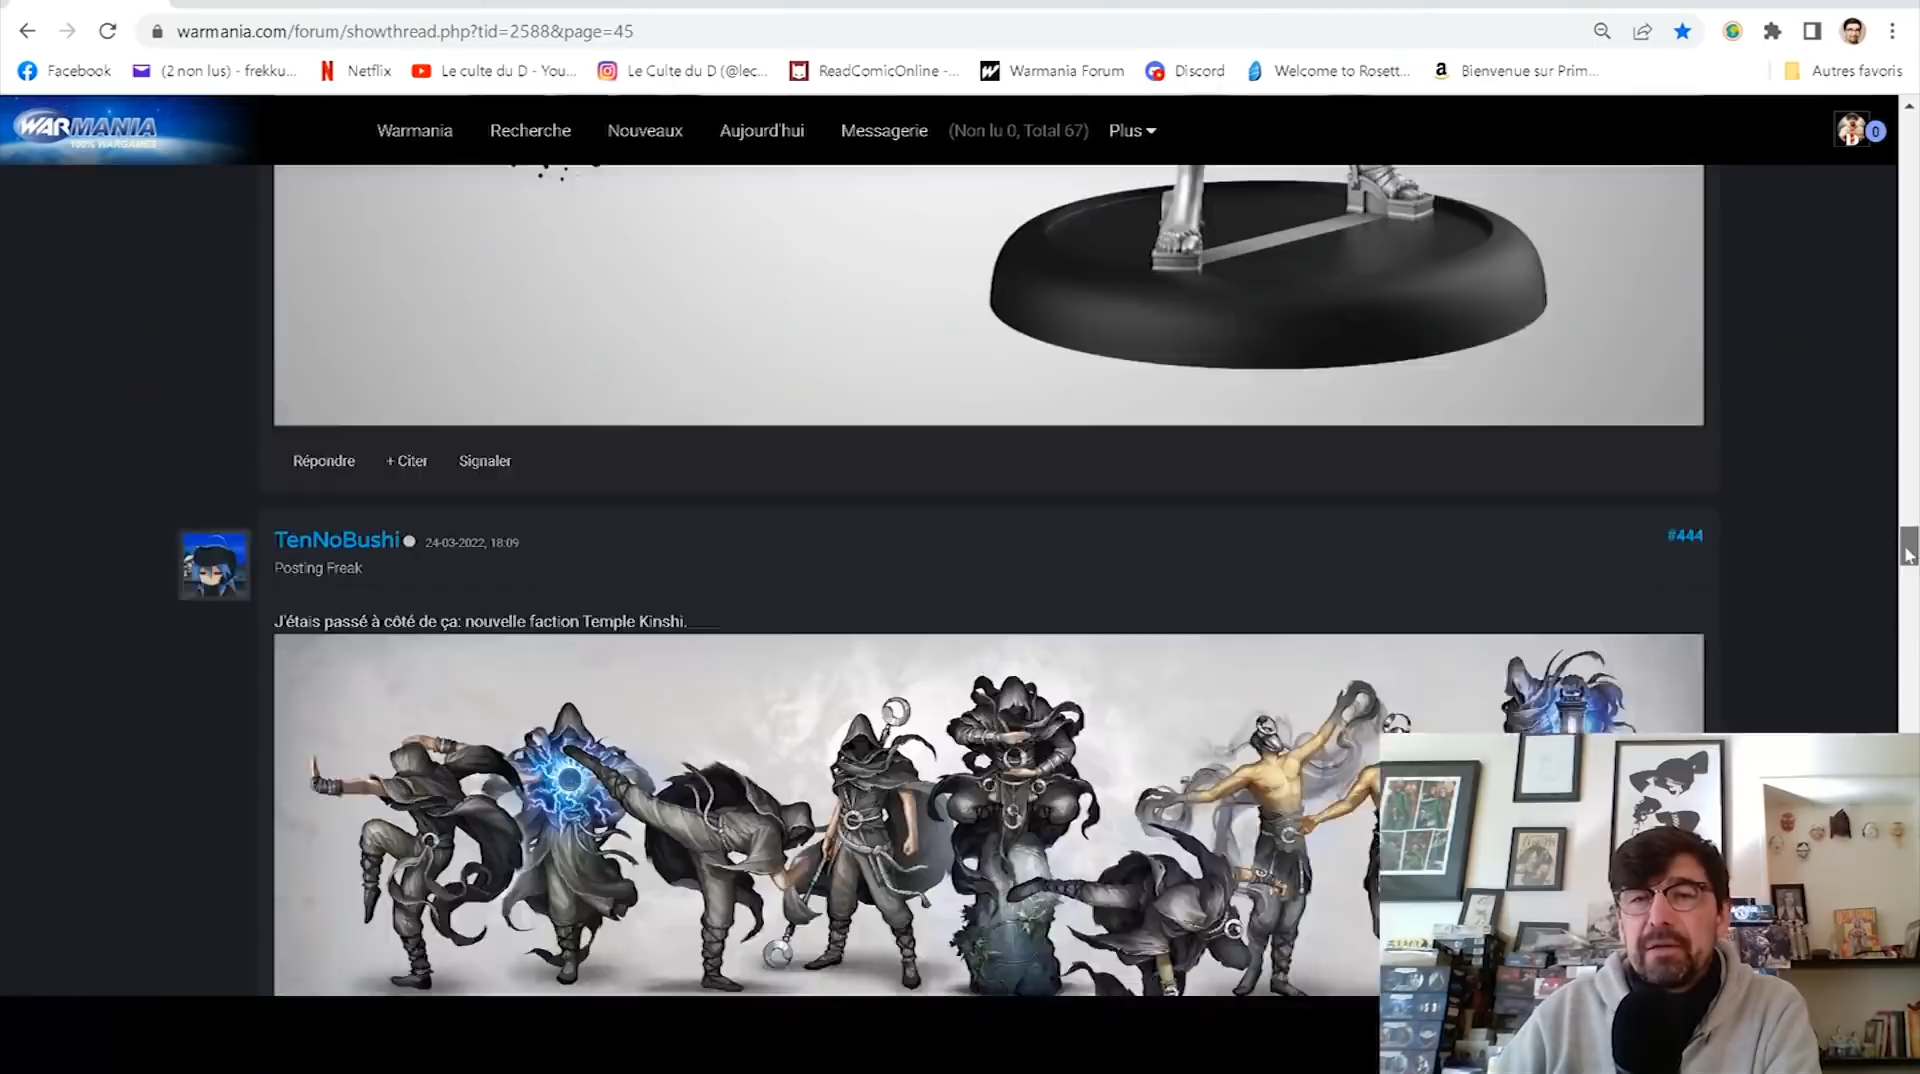 warmania.com/forum/showthread.php?tid=2588&page=45
Facebook (2 non lus) - frekku... Netflix Le culte du D - You... Le Culte du D (@lec... ReadComicOnline -... Warmania Forum Discord Welcome to Rosett... Bienvenue sur Prim... Autres favoris
WARMANIA
100% WARGAMES
Warmania Recherche Nouveaux Aujourd'hui Messagerie (Non lu 0, Total 67) Plus
0
Répondre + Citer Signaler
TenNoBushi 24-03-2022, 18:09 #444
Posting Freak
J'étais passé à côté de ça: nouvelle faction Temple Kinshi.